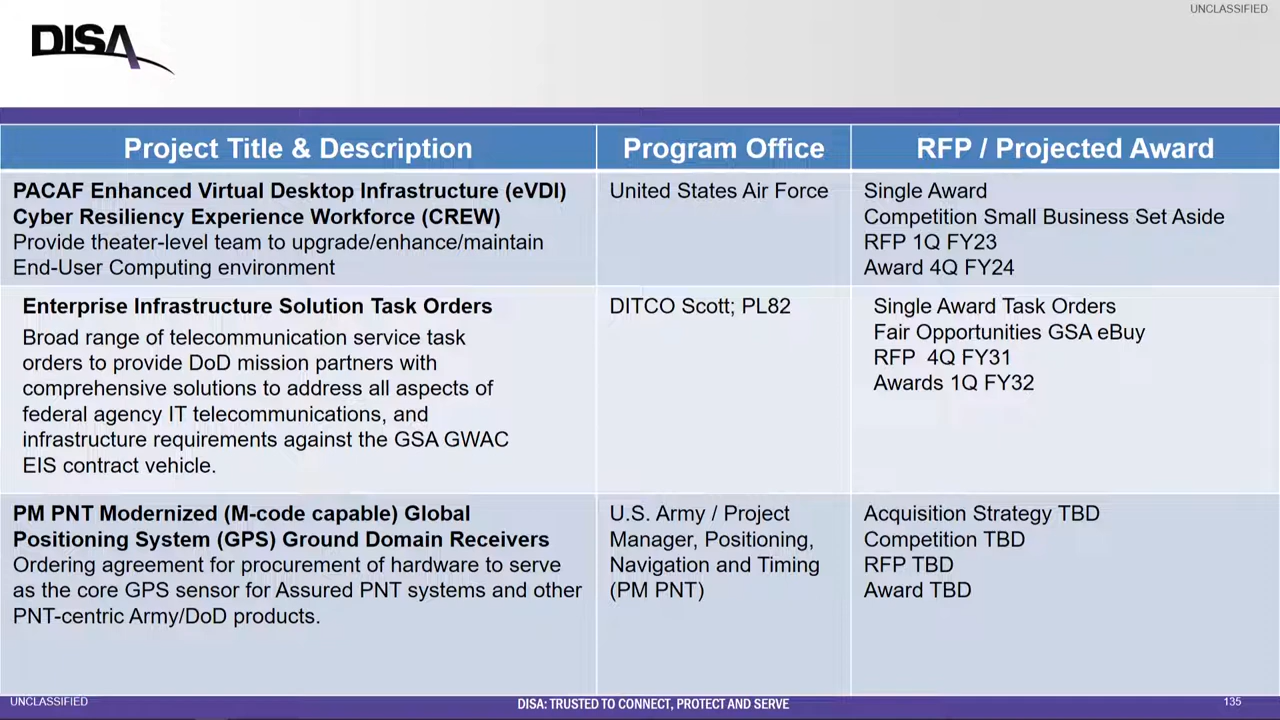 UNCLASSIFIED
DISA
Project Title & Description
Program Office
RFP / Projected Award
PACAF Enhanced Virtual Desktop Infrastructure (eVDI)
Cyber Resiliency Experience Workforce (CREW)
Provide theater-level team to upgrade/enhance/maintain
End-User Computing environment
United States Air Force
Single Award
Competition Small Business Set Aside
RFP 1Q FY23
Award 4Q FY24
Enterprise Infrastructure Solution Task Orders
Broad range of telecommunication service task
orders to provide DoD mission partners with
comprehensive solutions to address all aspects of
federal agency IT telecommunications, and
infrastructure requirements against the GSA GWAC
EIS contract vehicle.
DITCO Scott; PL82
Single Award Task Orders
Fair Opportunities GSA eBuy
RFP 4Q FY31
Awards 1Q FY32
PM PNT Modernized (M-code capable) Global
Positioning System (GPS) Ground Domain Receivers
Ordering agreement for procurement of hardware to serve
as the core GPS sensor for Assured PNT systems and other
PNT-centric Army/DoD products.
U.S. Army / Project
Manager, Positioning,
Navigation and Timing
(PM PNT)
Acquisition Strategy TBD
Competition TBD
RFP TBD
Award TBD
UNCLASSIFIED
DISA: TRUSTED TO CONNECT, PROTECT AND SERVE
135